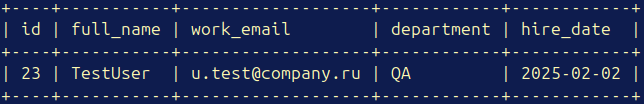 +----+-----------+-------------------+------------+------------+
| id | full_name | work_email        | department | hire_date  |
+----+-----------+-------------------+------------+------------+
| 23 | TestUser  | u.test@company.ru | QA         | 2025-02-02 |
+----+-----------+-------------------+------------+------------+